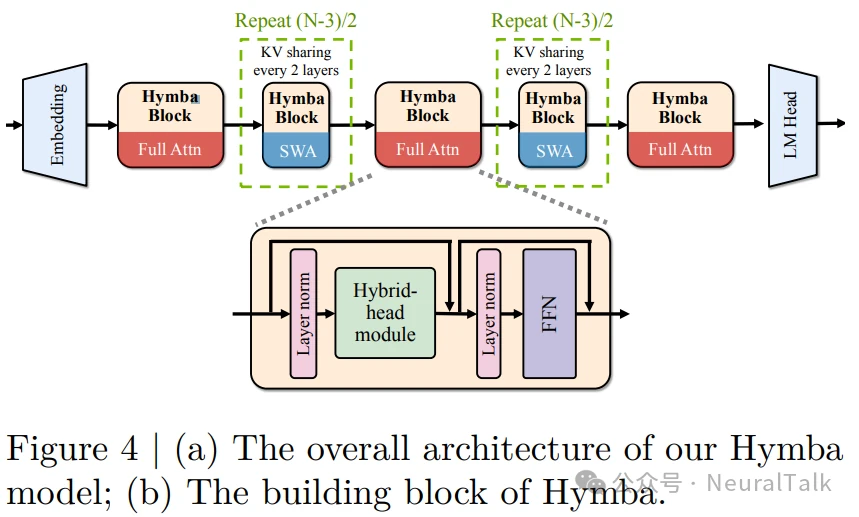 Repeat (N-3)/2
Repeat (N-3)/2
KV sharing
every 2 layers
KV sharing
every 2 layers
Embedding
Hymba
Block
Full Attn
Hymba
Block
SWA
Hymba
Block
Full Attn
Hymba
Block
SWA
Hymba
Block
Full Attn
LM Head
Layer norm
Hybrid-
head
module
Layer norm
FFN
Figure 4 | (a) The overall architecture of our Hymba
model; (b) The building block of Hymba.
公众号 · NeuralTalk